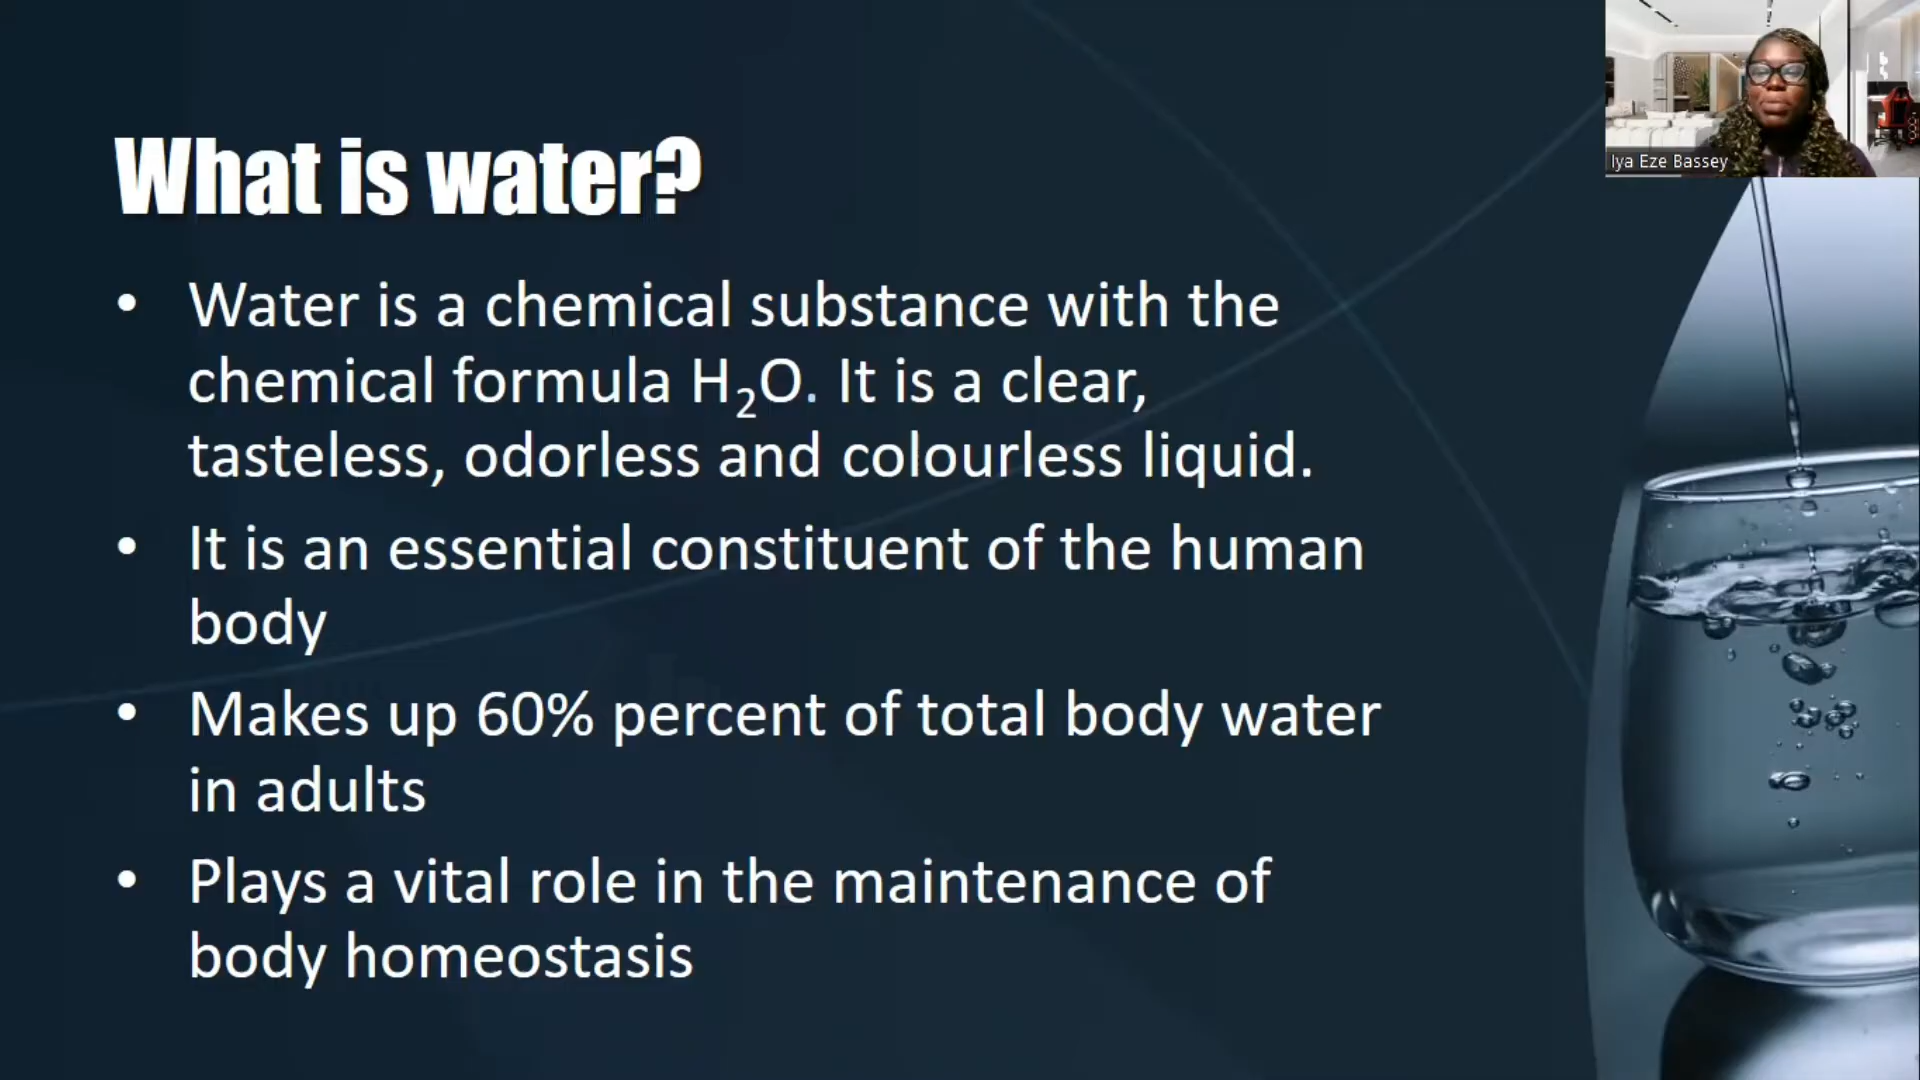 What is water?
• Water is a chemical substance with the
chemical formula H₂O. It is a clear,
tasteless, odorless and colourless liquid.
• It is an essential constituent of the human
body
• Makes up 60% percent of total body water
in adults
• Plays a vital role in the maintenance of
body homeostasis
Iya Eze Bassey